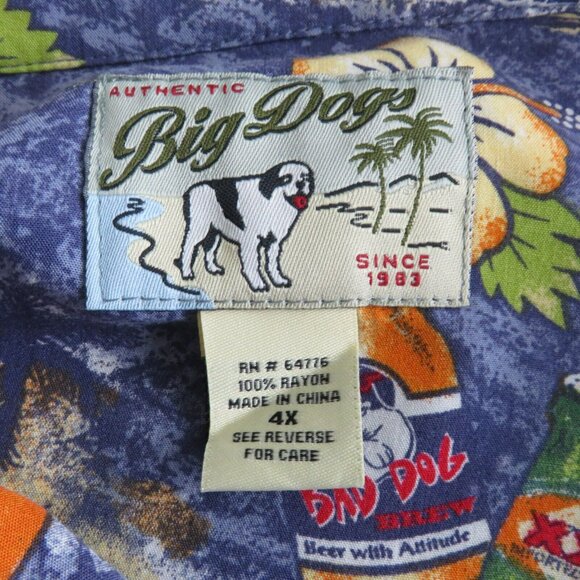 AUTHENTIC
Big Dogs
SINCE
1983
RN # 64776
100% RAYON
MADE IN CHINA
4X
SEE REVERSE
FOR CARE
BAD DOG
BREW
Beer with Attitude